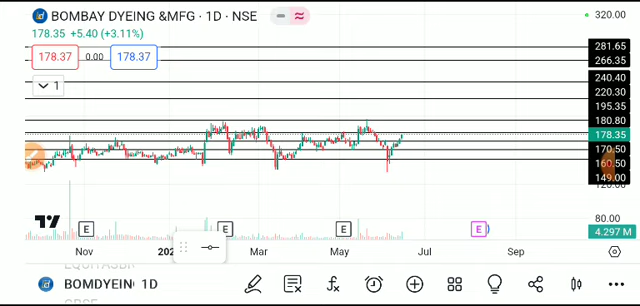 BOMBAY DYEING &MFG · 1D · NSE
320.00
178.35 +5.40 (+3.11%)
178.37 0.00 178.37
281.65
266.35
1
240.40
220.30
195.35
180.80
178.35
170.50
160.50
149.00
120.00
80.00
E E E E
4.297 M
Nov Mar May Jul Sep
EQUITASBN
BOMDYEIN 1D